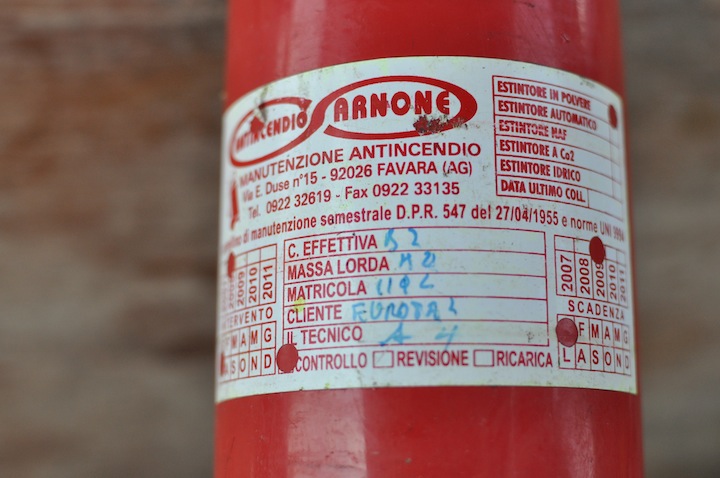 ANTINCENDIO ARNONE
MANUTENZIONE ANTINCENDIO
Via E. Duse n°15 - 92026 FAVARA (AG)
Tel. 0922 32619 - Fax 0922 33135
di manutenzione semestrale D.P.R. 547 del 27/04/1955 e norme UNI
ESTINTORE IN POLVERE
ESTINTORE AUTOMATICO
ESTINTORE NAF
ESTINTORE A Co2
ESTINTORE IDRICO
DATA ULTIMO COLL.
2009 2010 2011
F M A M G
A S O N D
C. EFFETTIVA
MASSA LORDA
MATRICOLA
CLIENTE
IL TECNICO
CONTROLLO REVISIONE RICARICA
2007 2008 2009 2010 2011
SCADENZA
F M A M G
L A S O N D